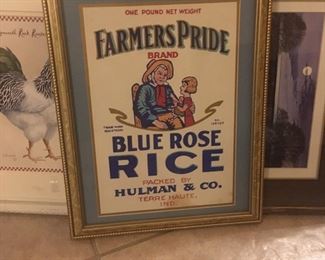 ONE POUND NET WEIGHT
FARMERS PRIDE
BRAND
BLUE ROSE
RICE
PACKED BY
HULMAN & CO.
TERRE HAUTE,
IND.